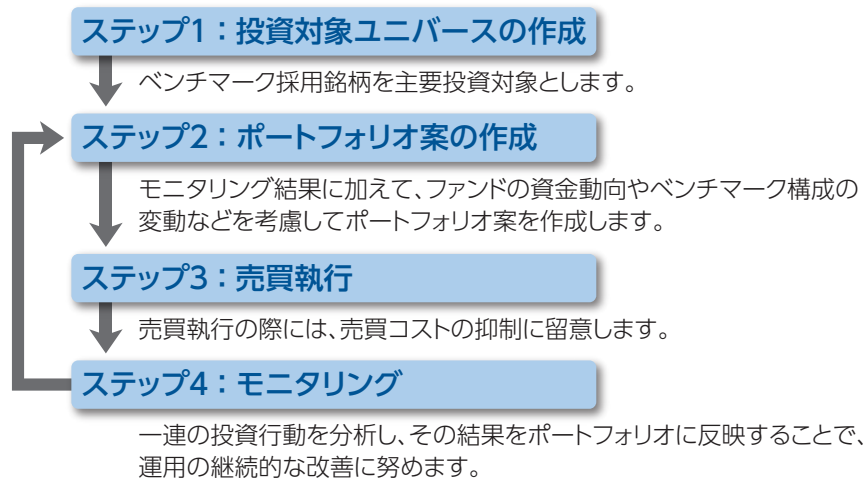 ステップ1：投資対象ユニバースの作成
ベンチマーク採用銘柄を主要投資対象とします。
ステップ2：ポートフォリオ案の作成
モニタリング結果に加えて、ファンドの資金動向やベンチマーク構成の
変動などを考慮してポートフォリオ案を作成します。
ステップ3：売買執行
売買執行の際には、売買コストの抑制に留意します。
ステップ4：モニタリング
一連の投資行動を分析し、その結果をポートフォリオに反映することで、
運用の継続的な改善に努めます。